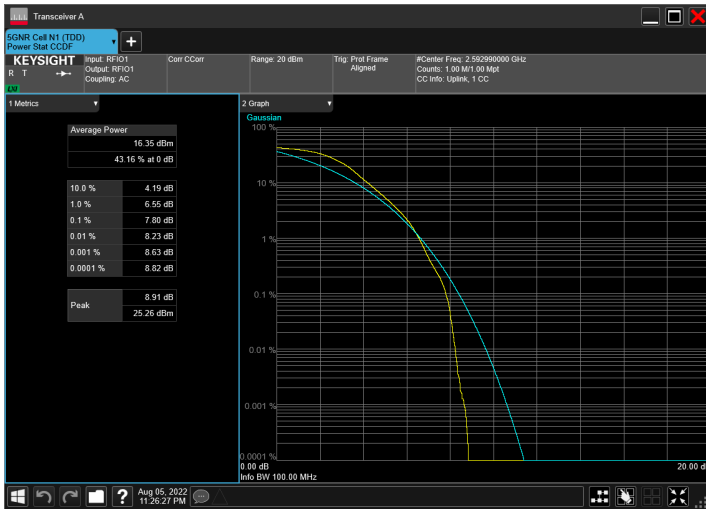 Transceiver A
5GNR Cell N1 (TDD)
Power Stat CCDF
KEYSIGHT
R T
LXI
Input: RFIO1
Output: RFIO1
Coupling: AC
Corr CCorr
Range: 20 dBm
Trig: Prot Frame
Aligned
#Center Freq: 2.592990000 GHz
Counts: 1.00 M/1.00 Mpt
CC Info: Uplink, 1 CC
1 Metrics
Average Power
16.35 dBm
43.16 % at 0 dB
10.0 % 4.19 dB
1.0 % 6.55 dB
0.1 % 7.80 dB
0.01 % 8.23 dB
0.001 % 8.63 dB
0.0001 % 8.82 dB
Peak
8.91 dB
25.26 dBm
2 Graph
Gaussian
100 %
10 %
1 %
0.1 %
0.01 %
0.001 %
0.0001 %
0.00 dB
20.00 d
Info BW 100.00 MHz
Aug 05, 2022
11:26:27 PM